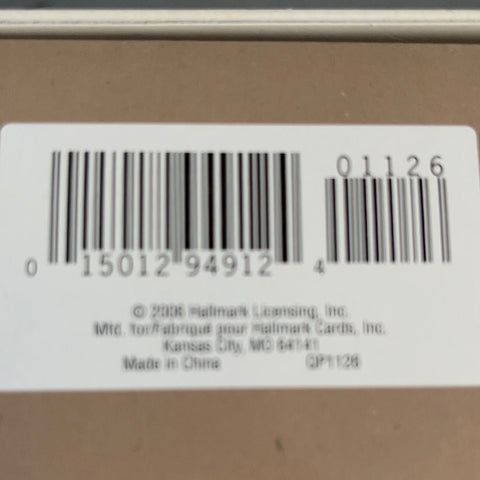 01126
0 15012 94912 4
© 2006 Hallmark Licensing, Inc.
Mfd. for/Fabriqué pour Hallmark Cards, Inc.
Kansas City, MO 64141
Made in China QP1126